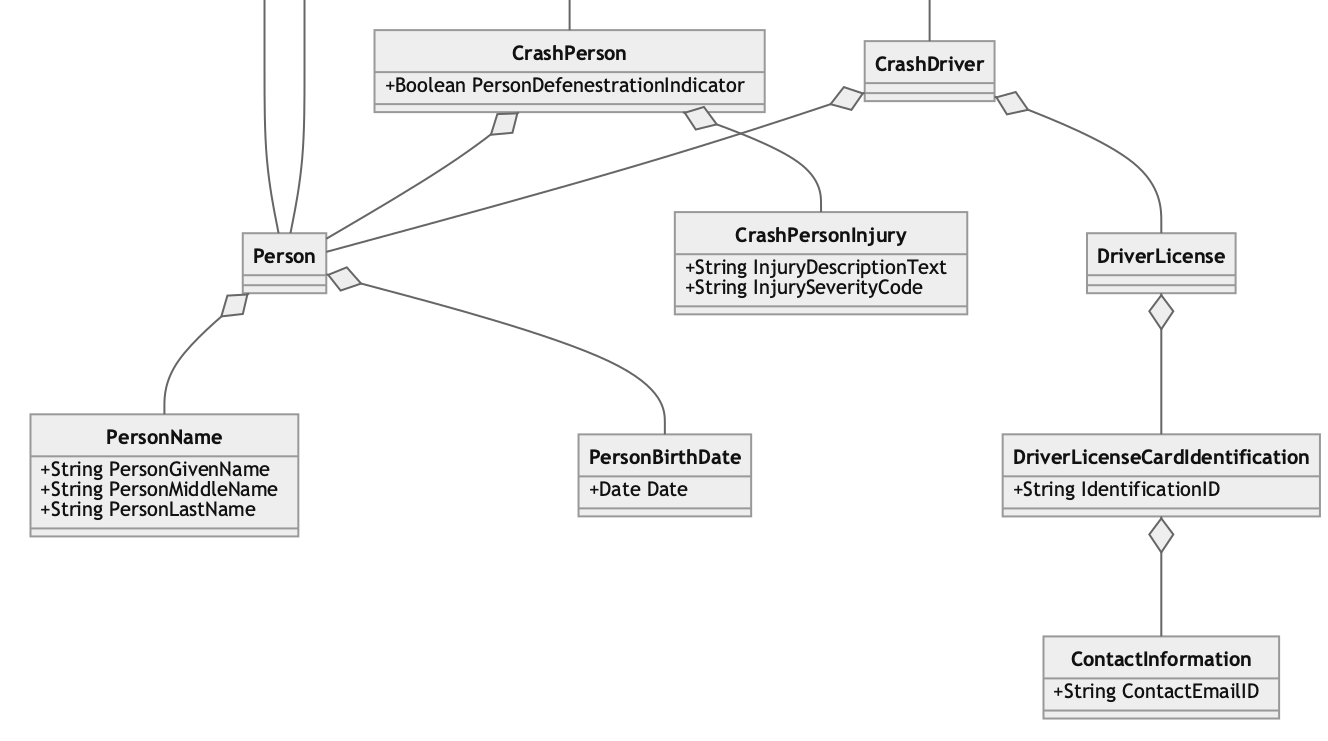 CrashPerson
+Boolean PersonDefenestrationIndicator
CrashDriver
Person
CrashPersonInjury
+String InjuryDescriptionText
+String InjurySeverityCode
DriverLicense
PersonName
+String PersonGivenName
+String PersonMiddleName
+String PersonLastName
PersonBirthDate
+Date Date
DriverLicenseCardIdentification
+String IdentificationID
ContactInformation
+String ContactEmailID